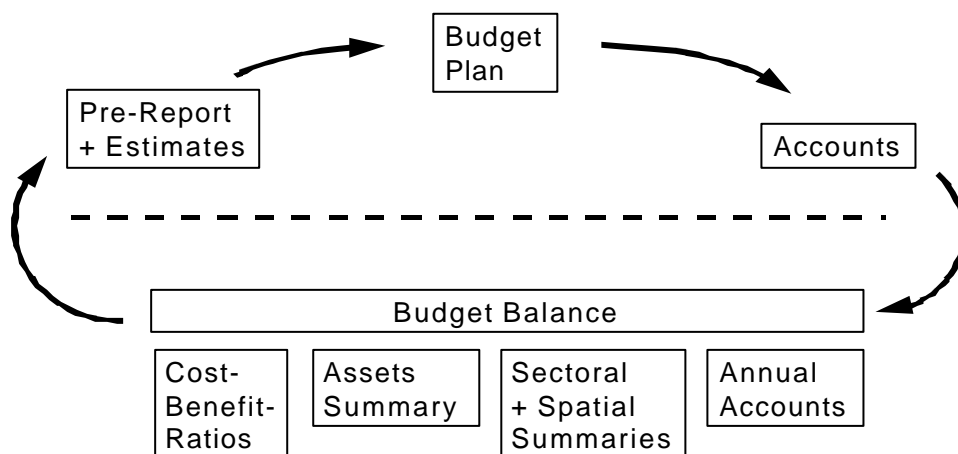 Budget
Plan
Pre-Report
+ Estimates
Accounts
Budget Balance
Cost-
Benefit-
Ratios
Assets
Summary
Sectoral
+ Spatial
Summaries
Annual
Accounts